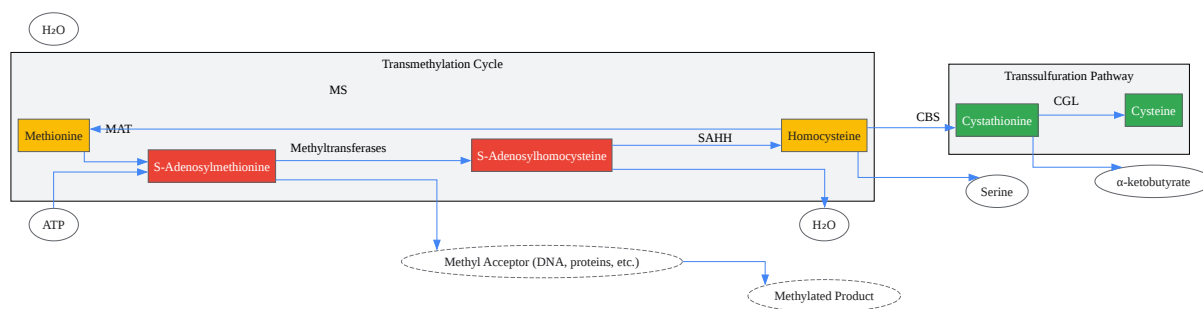 H₂O
Transmethylation Cycle
MS
Methionine
MAT
S-Adenosylmethionine
Methyltransferases
S-Adenosylhomocysteine
SAHH
Homocysteine
CBS
Transsulfuration Pathway
Cystathionine
CGL
Cysteine
ATP
H₂O
Serine
α-ketobutyrate
Methyl Acceptor (DNA, proteins, etc.)
Methylated Product